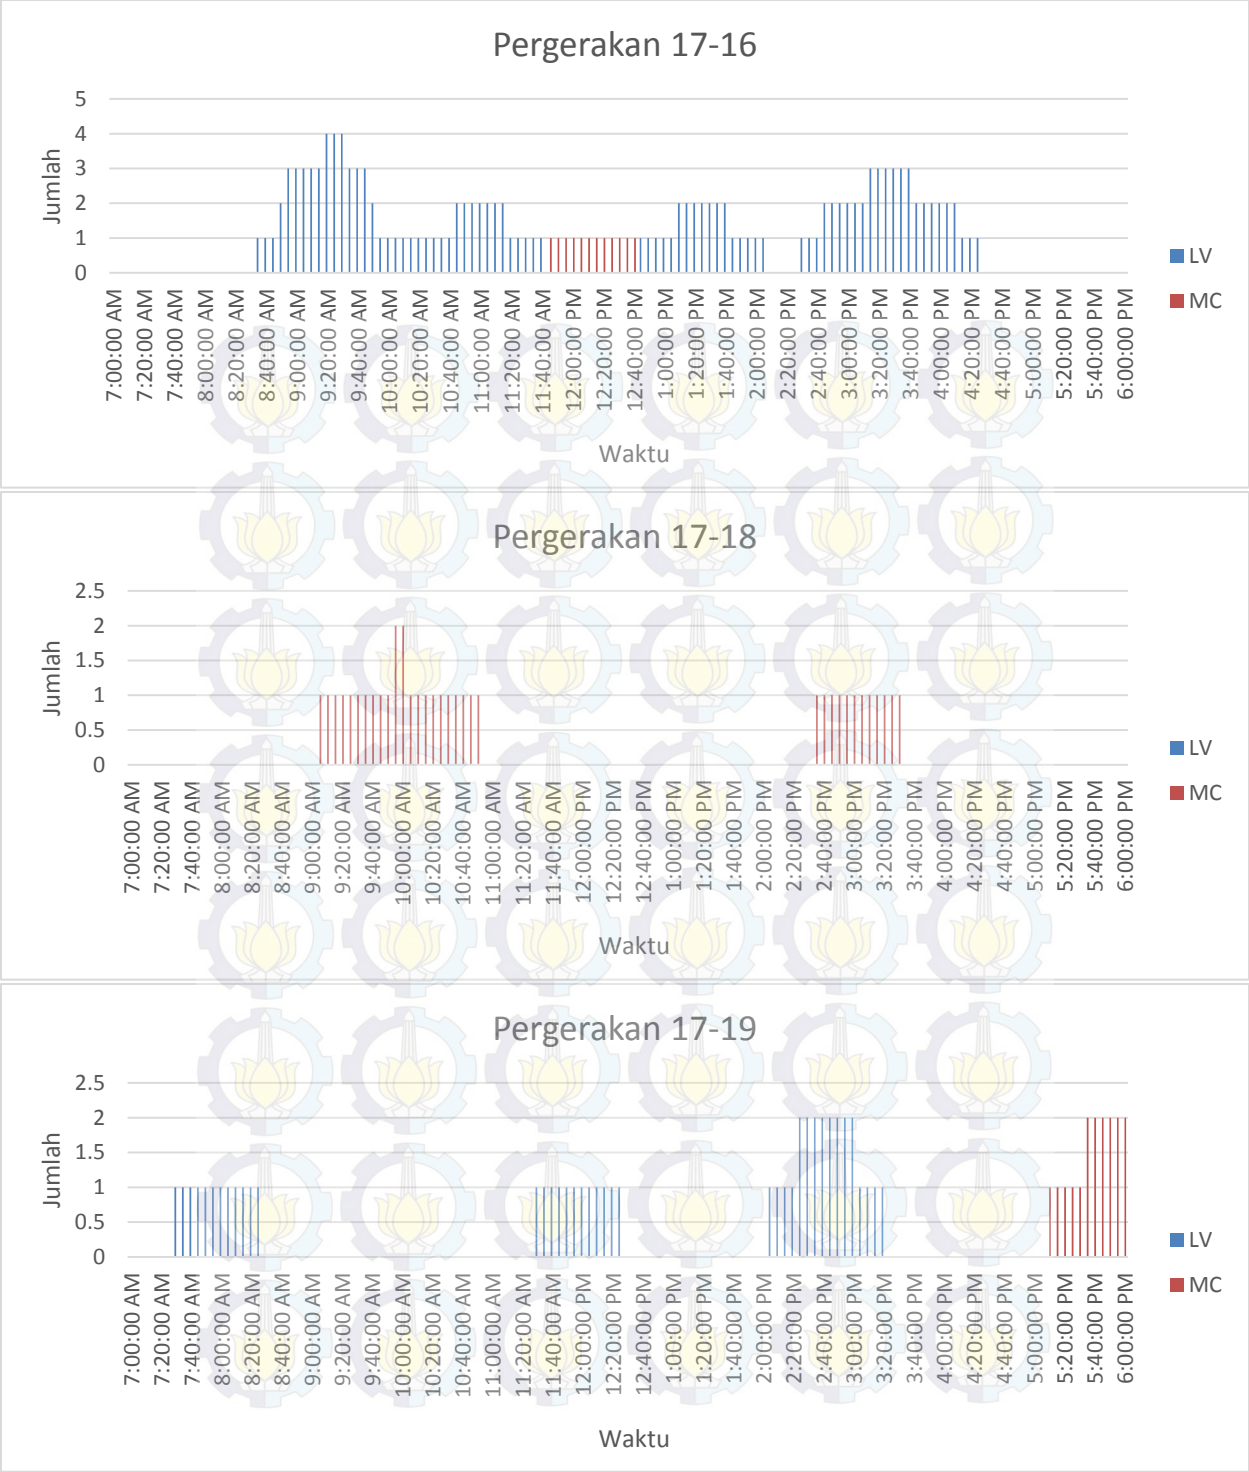 Pergerakan 17-16
5
4
3
2
1
0
Jumlah
7:00:00 AM
7:20:00 AM
7:40:00 AM
8:00:00 AM
8:20:00 AM
8:40:00 AM
9:00:00 AM
9:20:00 AM
9:40:00 AM
10:00:00 AM
10:20:00 AM
10:40:00 AM
11:00:00 AM
11:20:00 AM
11:40:00 AM
12:00:00 PM
12:20:00 PM
12:40:00 PM
1:00:00 PM
1:20:00 PM
1:40:00 PM
2:00:00 PM
2:20:00 PM
2:40:00 PM
3:00:00 PM
3:20:00 PM
3:40:00 PM
4:00:00 PM
4:20:00 PM
4:40:00 PM
5:00:00 PM
5:20:00 PM
5:40:00 PM
6:00:00 PM
Waktu
LV
MC
Pergerakan 17-18
2.5
2
1.5
1
0.5
0
Jumlah
7:00:00 AM
7:20:00 AM
7:40:00 AM
8:00:00 AM
8:20:00 AM
8:40:00 AM
9:00:00 AM
9:20:00 AM
9:40:00 AM
10:00:00 AM
10:20:00 AM
10:40:00 AM
11:00:00 AM
11:20:00 AM
11:40:00 AM
12:00:00 PM
12:20:00 PM
12:40:00 PM
1:00:00 PM
1:20:00 PM
1:40:00 PM
2:00:00 PM
2:20:00 PM
2:40:00 PM
3:00:00 PM
3:20:00 PM
3:40:00 PM
4:00:00 PM
4:20:00 PM
4:40:00 PM
5:00:00 PM
5:20:00 PM
5:40:00 PM
6:00:00 PM
Waktu
LV
MC
Pergerakan 17-19
2.5
2
1.5
1
0.5
0
Jumlah
7:00:00 AM
7:20:00 AM
7:40:00 AM
8:00:00 AM
8:20:00 AM
8:40:00 AM
9:00:00 AM
9:20:00 AM
9:40:00 AM
10:00:00 AM
10:20:00 AM
10:40:00 AM
11:00:00 AM
11:20:00 AM
11:40:00 AM
12:00:00 PM
12:20:00 PM
12:40:00 PM
1:00:00 PM
1:20:00 PM
1:40:00 PM
2:00:00 PM
2:20:00 PM
2:40:00 PM
3:00:00 PM
3:20:00 PM
3:40:00 PM
4:00:00 PM
4:20:00 PM
4:40:00 PM
5:00:00 PM
5:20:00 PM
5:40:00 PM
6:00:00 PM
Waktu
LV
MC